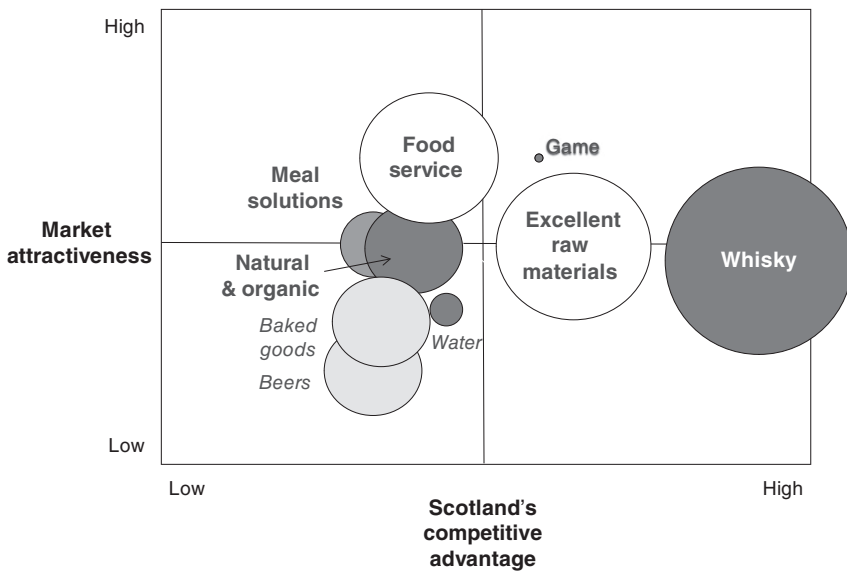 High
Food
service
Game
Meal
solutions
Market
attractiveness
Excellent
raw
materials
Whisky
Natural
& organic
Baked
goods
Water
Beers
Low
Low
High
Scotland's
competitive
advantage